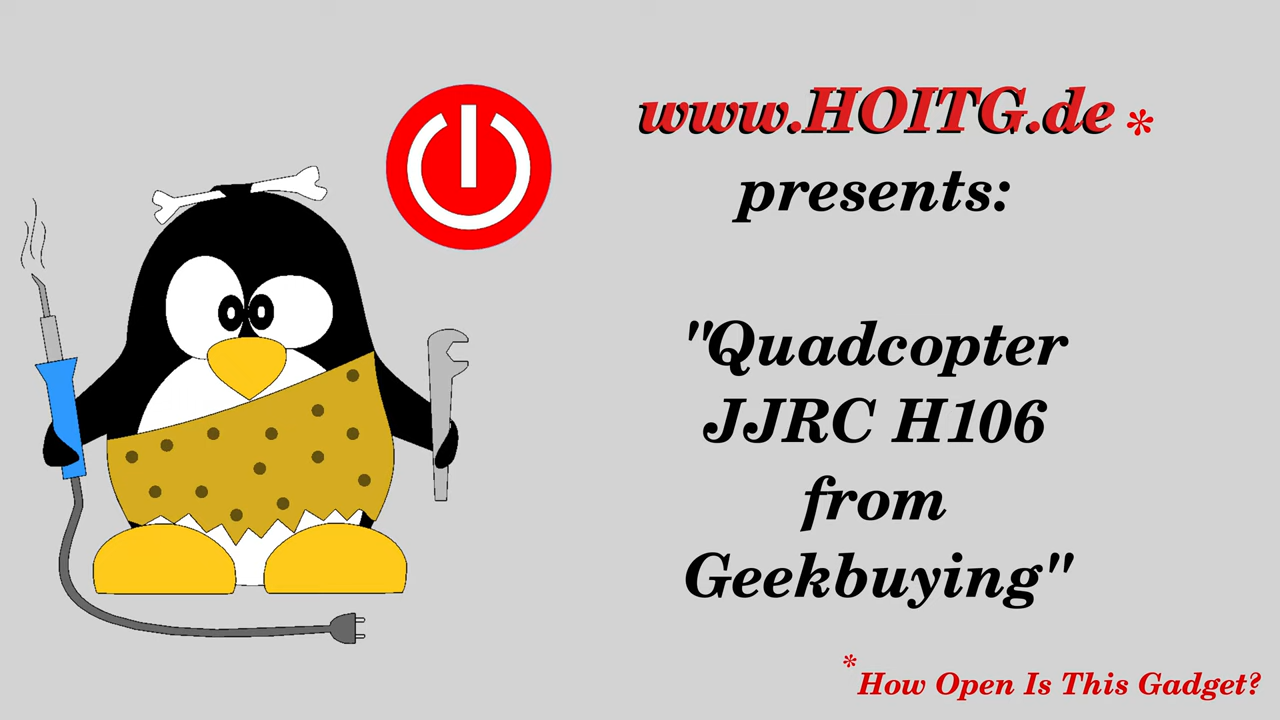 www.HOITG.de *
presents:
"Quadcopter
JJRC H106
from
Geekbuying"
*How Open Is This Gadget?